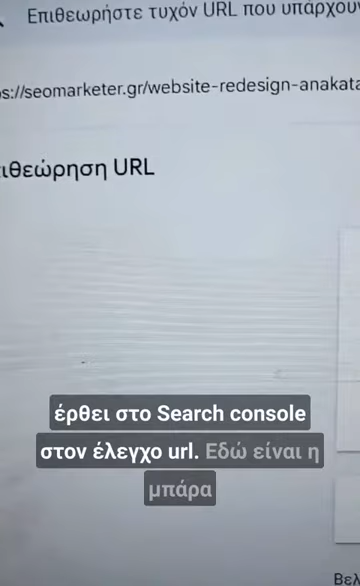 Επιθεωρήστε τυχόν URL που υπάρχουν
s://seomarketer.gr/website-redesign-anakata
ιθεώρηση URL
έρθει στο Search console
στον έλεγχο url. Εδώ είναι η
μπάρα
Βελ